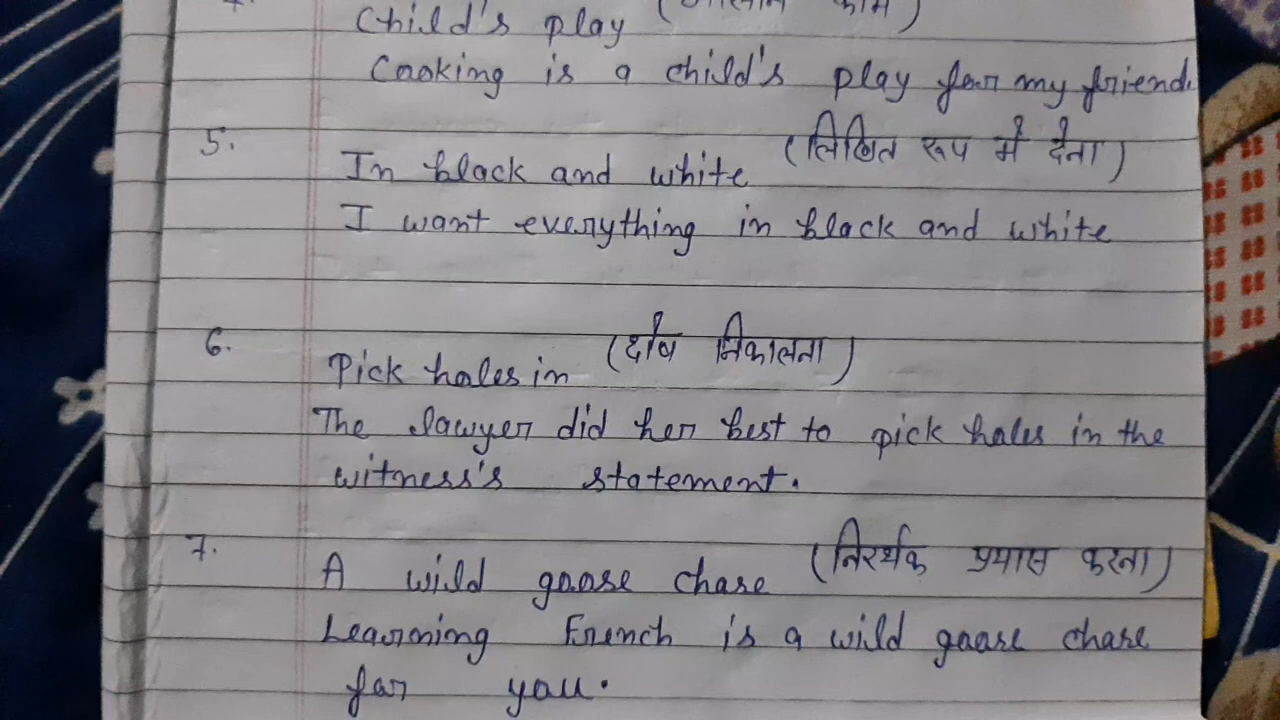 4.
Child's play (आसान काम)
Cooking is a child's play for my friend.
5.
In black and white (लिखित रूप में देना)
I want everything in black and white
6.
Pick holes in (दोष निकालना)
The lawyer did her best to pick holes in the
witness's statement.
7.
A wild goose chase (निरर्थक प्रयास करना)
Learning French is a wild goose chase
for you.